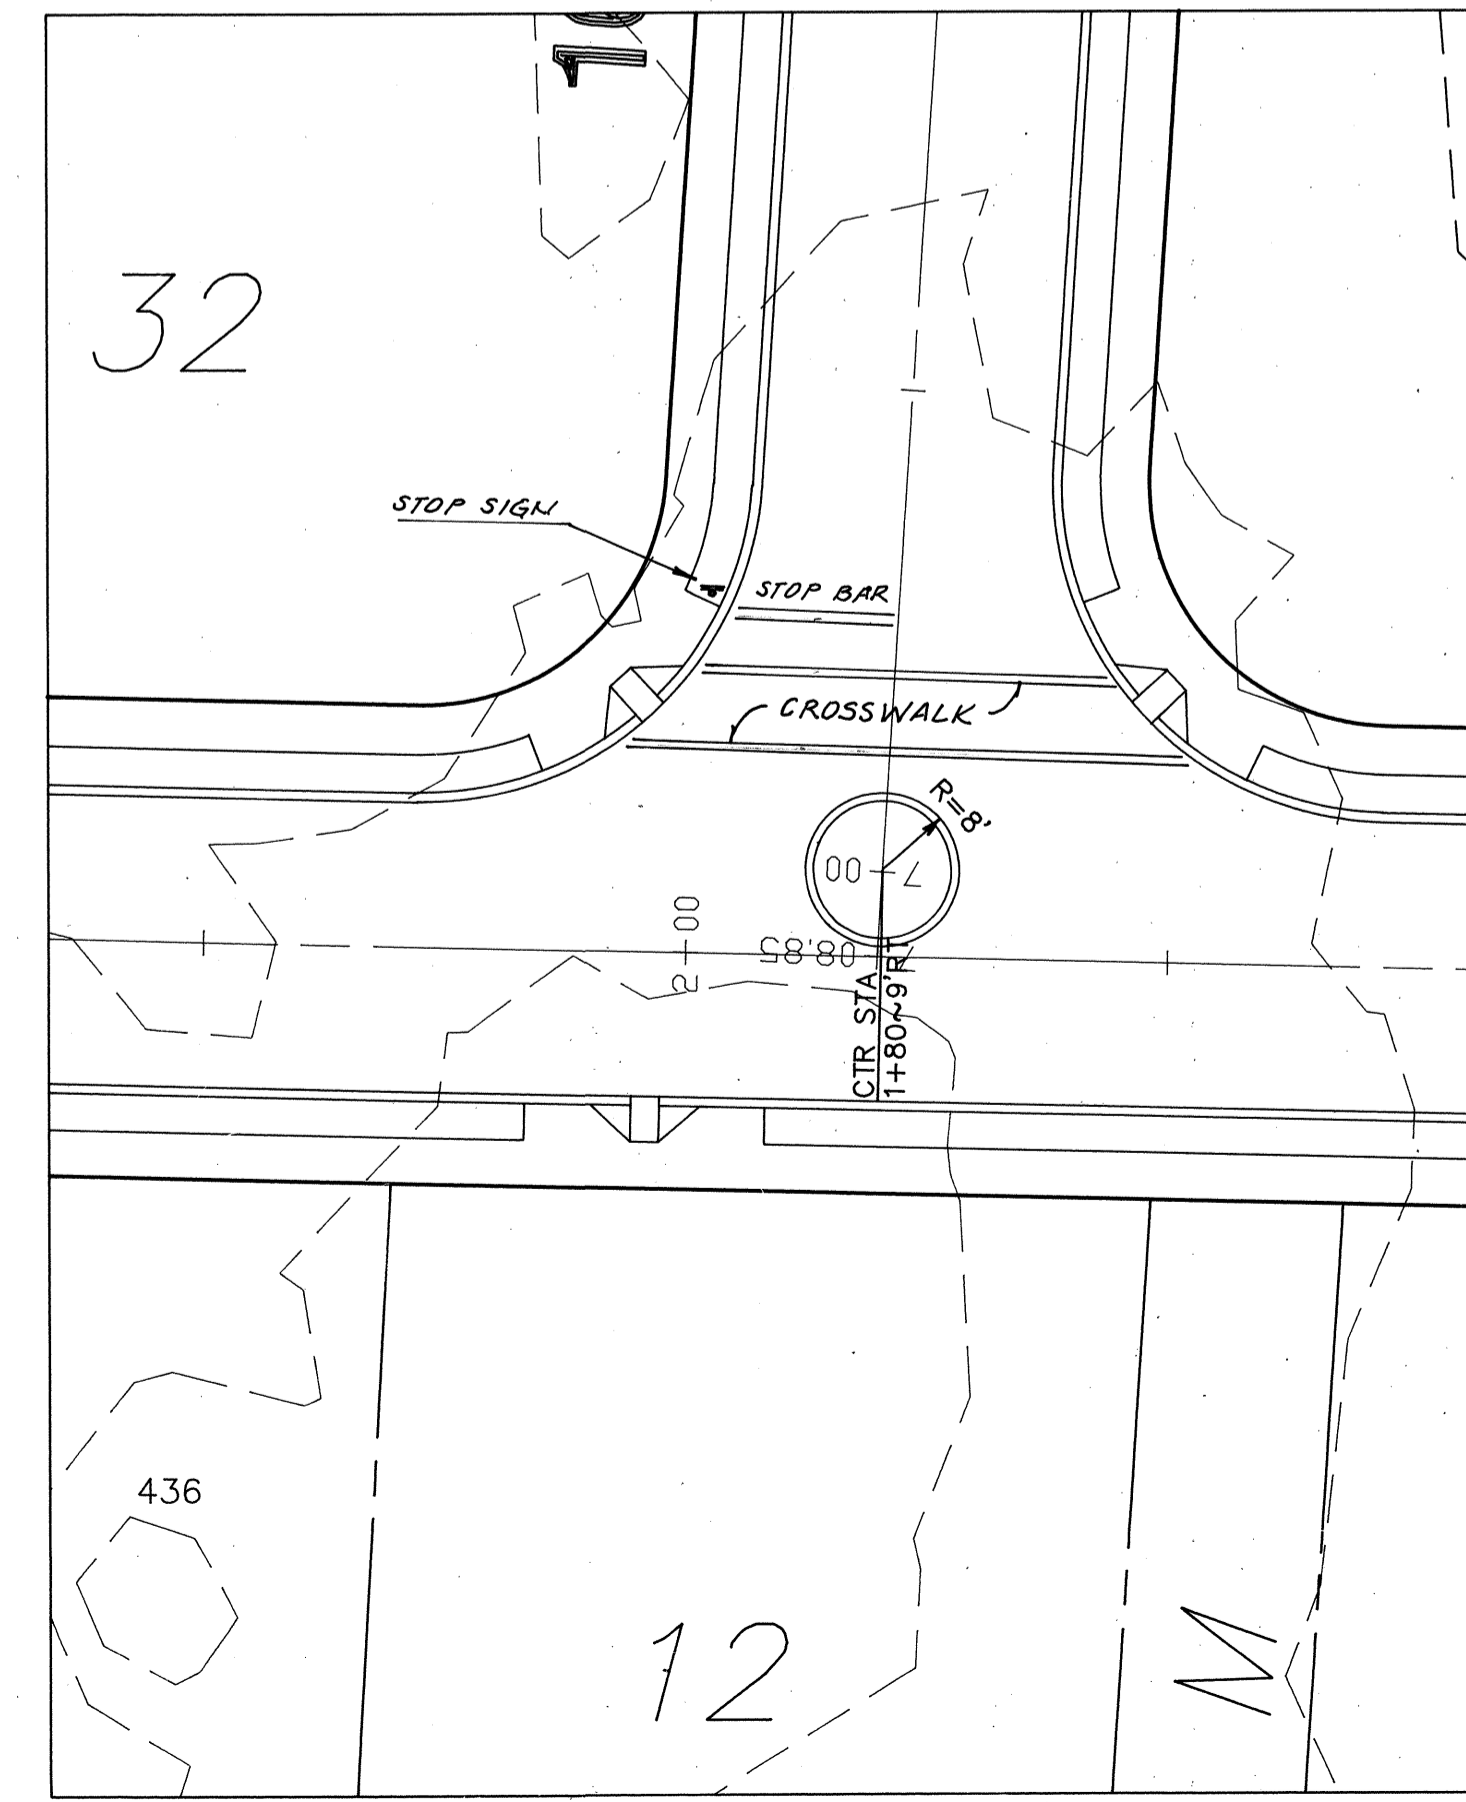 32
STOP SIGN
STOP BAR
CROSSWALK
R=8'
00
7
2 00
08.85
CTR STA
1+80~9'RT
436
12
M